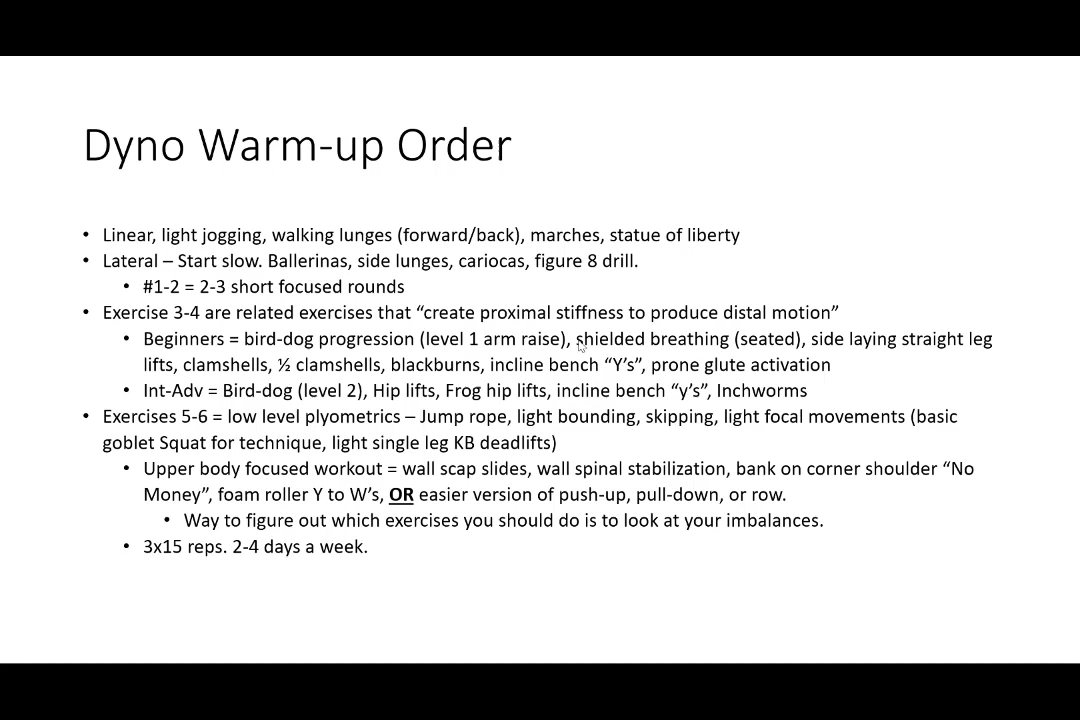 Dyno Warm-up Order
• Linear, light jogging, walking lunges (forward/back), marches, statue of liberty
• Lateral – Start slow. Ballerinas, side lunges, cariocas, figure 8 drill.
• #1-2 = 2-3 short focused rounds
• Exercise 3-4 are related exercises that “create proximal stiffness to produce distal motion”
• Beginners = bird-dog progression (level 1 arm raise), shielded breathing (seated), side laying straight leg
lifts, clamshells, ½ clamshells, blackburns, incline bench “Y’s”, prone glute activation
• Int-Adv = Bird-dog (level 2), Hip lifts, Frog hip lifts, incline bench “y’s”, Inchworms
• Exercises 5-6 = low level plyometrics – Jump rope, light bounding, skipping, light focal movements (basic
goblet Squat for technique, light single leg KB deadlifts)
• Upper body focused workout = wall scap slides, wall spinal stabilization, bank on corner shoulder “No
Money”, foam roller Y to W’s, OR easier version of push-up, pull-down, or row.
• Way to figure out which exercises you should do is to look at your imbalances.
• 3x15 reps. 2-4 days a week.